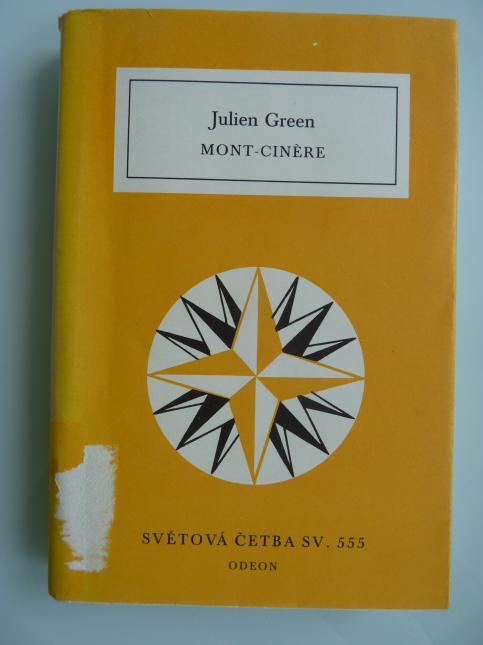 Julien Green
MONT-CINÈRE
SVĚTOVÁ ČETBA SV. 555
ODEON